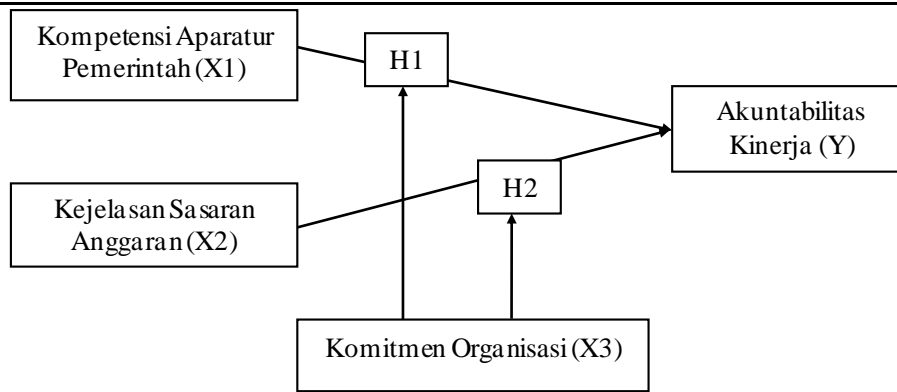 Kompetensi Aparatur
Pemerintah (X1)
H1
Akuntabilitas
Kinerja (Y)
H2
Kejelasan Sasaran
Anggaran (X2)
Komitmen Organisasi (X3)